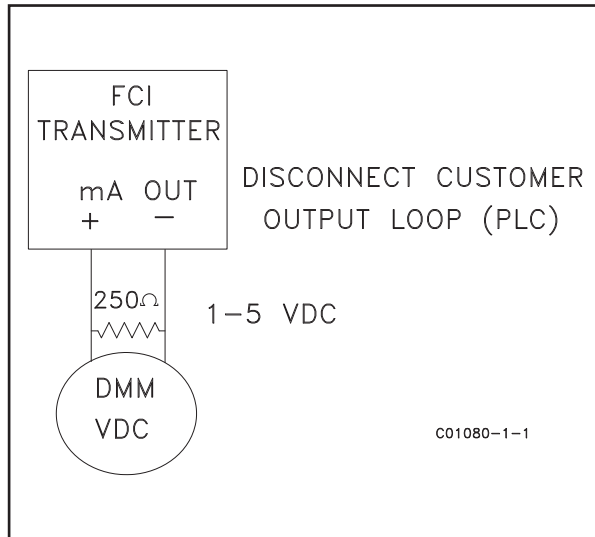 FCI
TRANSMITTER
mA OUT
+ −
DISCONNECT CUSTOMER
OUTPUT LOOP (PLC)
250Ω
1−5 VDC
DMM
VDC
C01080−1−1